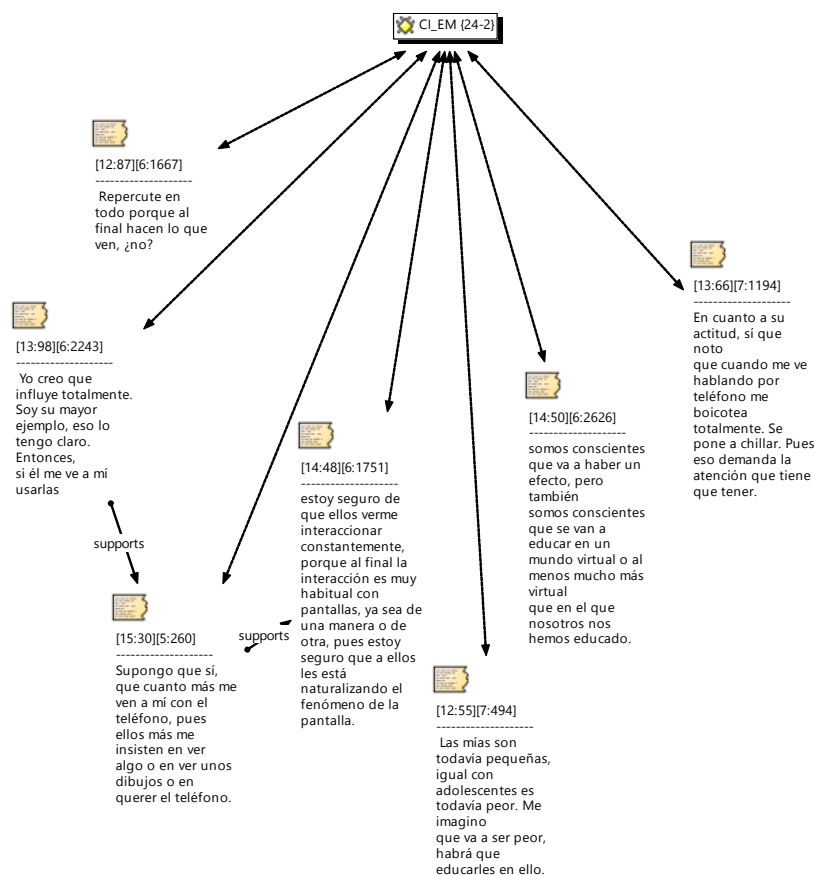 CI_EM {24-2}
[12:87][6:1667]
--------------------
Repercute en
todo porque al
final hacen lo que
ven, ¿no?
[13:66][7:1194]
--------------------
En cuanto a su
actitud, sí que
noto
que cuando me ve
hablando por
teléfono me
boicotea
totalmente. Se
pone a chillar. Pues
eso demanda la
atención que tiene
que tener.
[13:98][6:2243]
--------------------
Yo creo que
influye totalmente.
Soy su mayor
ejemplo, eso lo
tengo claro.
Entonces,
si él me ve a mí
usarlas
[14:50][6:2626]
--------------------
somos conscientes
que va a haber un
efecto, pero
también
somos conscientes
que se van a
educar en un
mundo virtual o al
menos mucho más
virtual
que en el que
nosotros nos
hemos educado.
[14:48][6:1751]
--------------------
estoy seguro de
que ellos verme
interaccionar
constantemente,
porque al final la
interacción es muy
habitual con
pantallas, ya sea de
una manera o de
otra, pues estoy
seguro que a ellos
les está
naturalizando el
fenómeno de la
pantalla.
supports
supports
[15:30][5:260]
--------------------
Supongo que sí,
que cuanto más me
ven a mí con el
teléfono, pues
ellos más me
insisten en ver
algo o en ver unos
dibujos o en
querer el teléfono.
[12:55][7:494]
--------------------
Las mías son
todavía pequeñas,
igual con
adolescentes es
todavía peor. Me
imagino
que va a ser peor,
habrá que
educarles en ello.